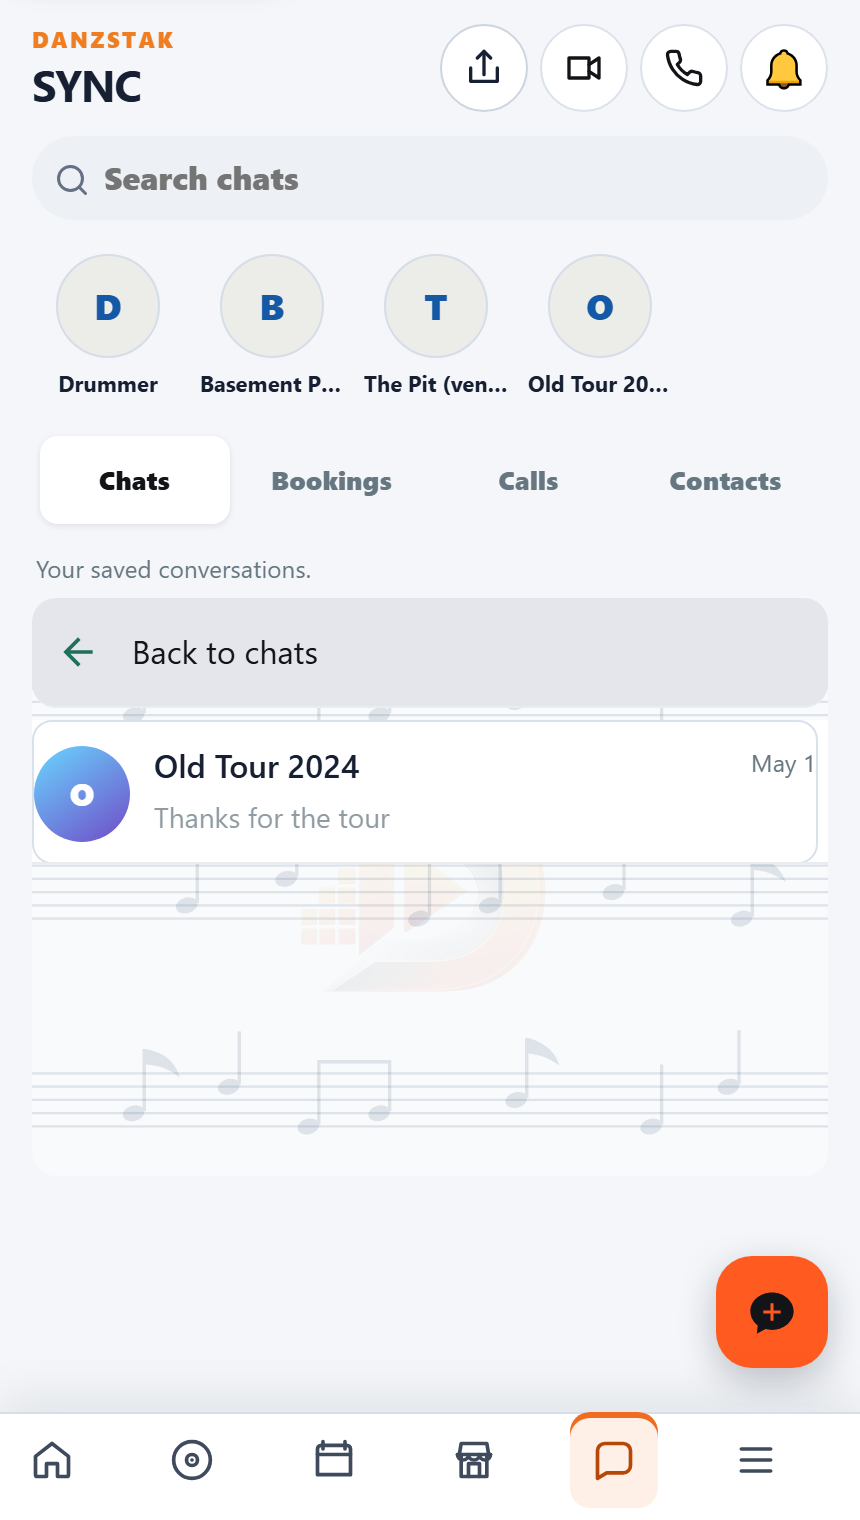 DANZSTAK
SYNC
Search chats
D
B
T
O
Drummer
Basement P...
The Pit (ven...
Old Tour 20...
Chats
Bookings
Calls
Contacts
Your saved conversations.
Back to chats
O
Old Tour 2024
May 1
Thanks for the tour